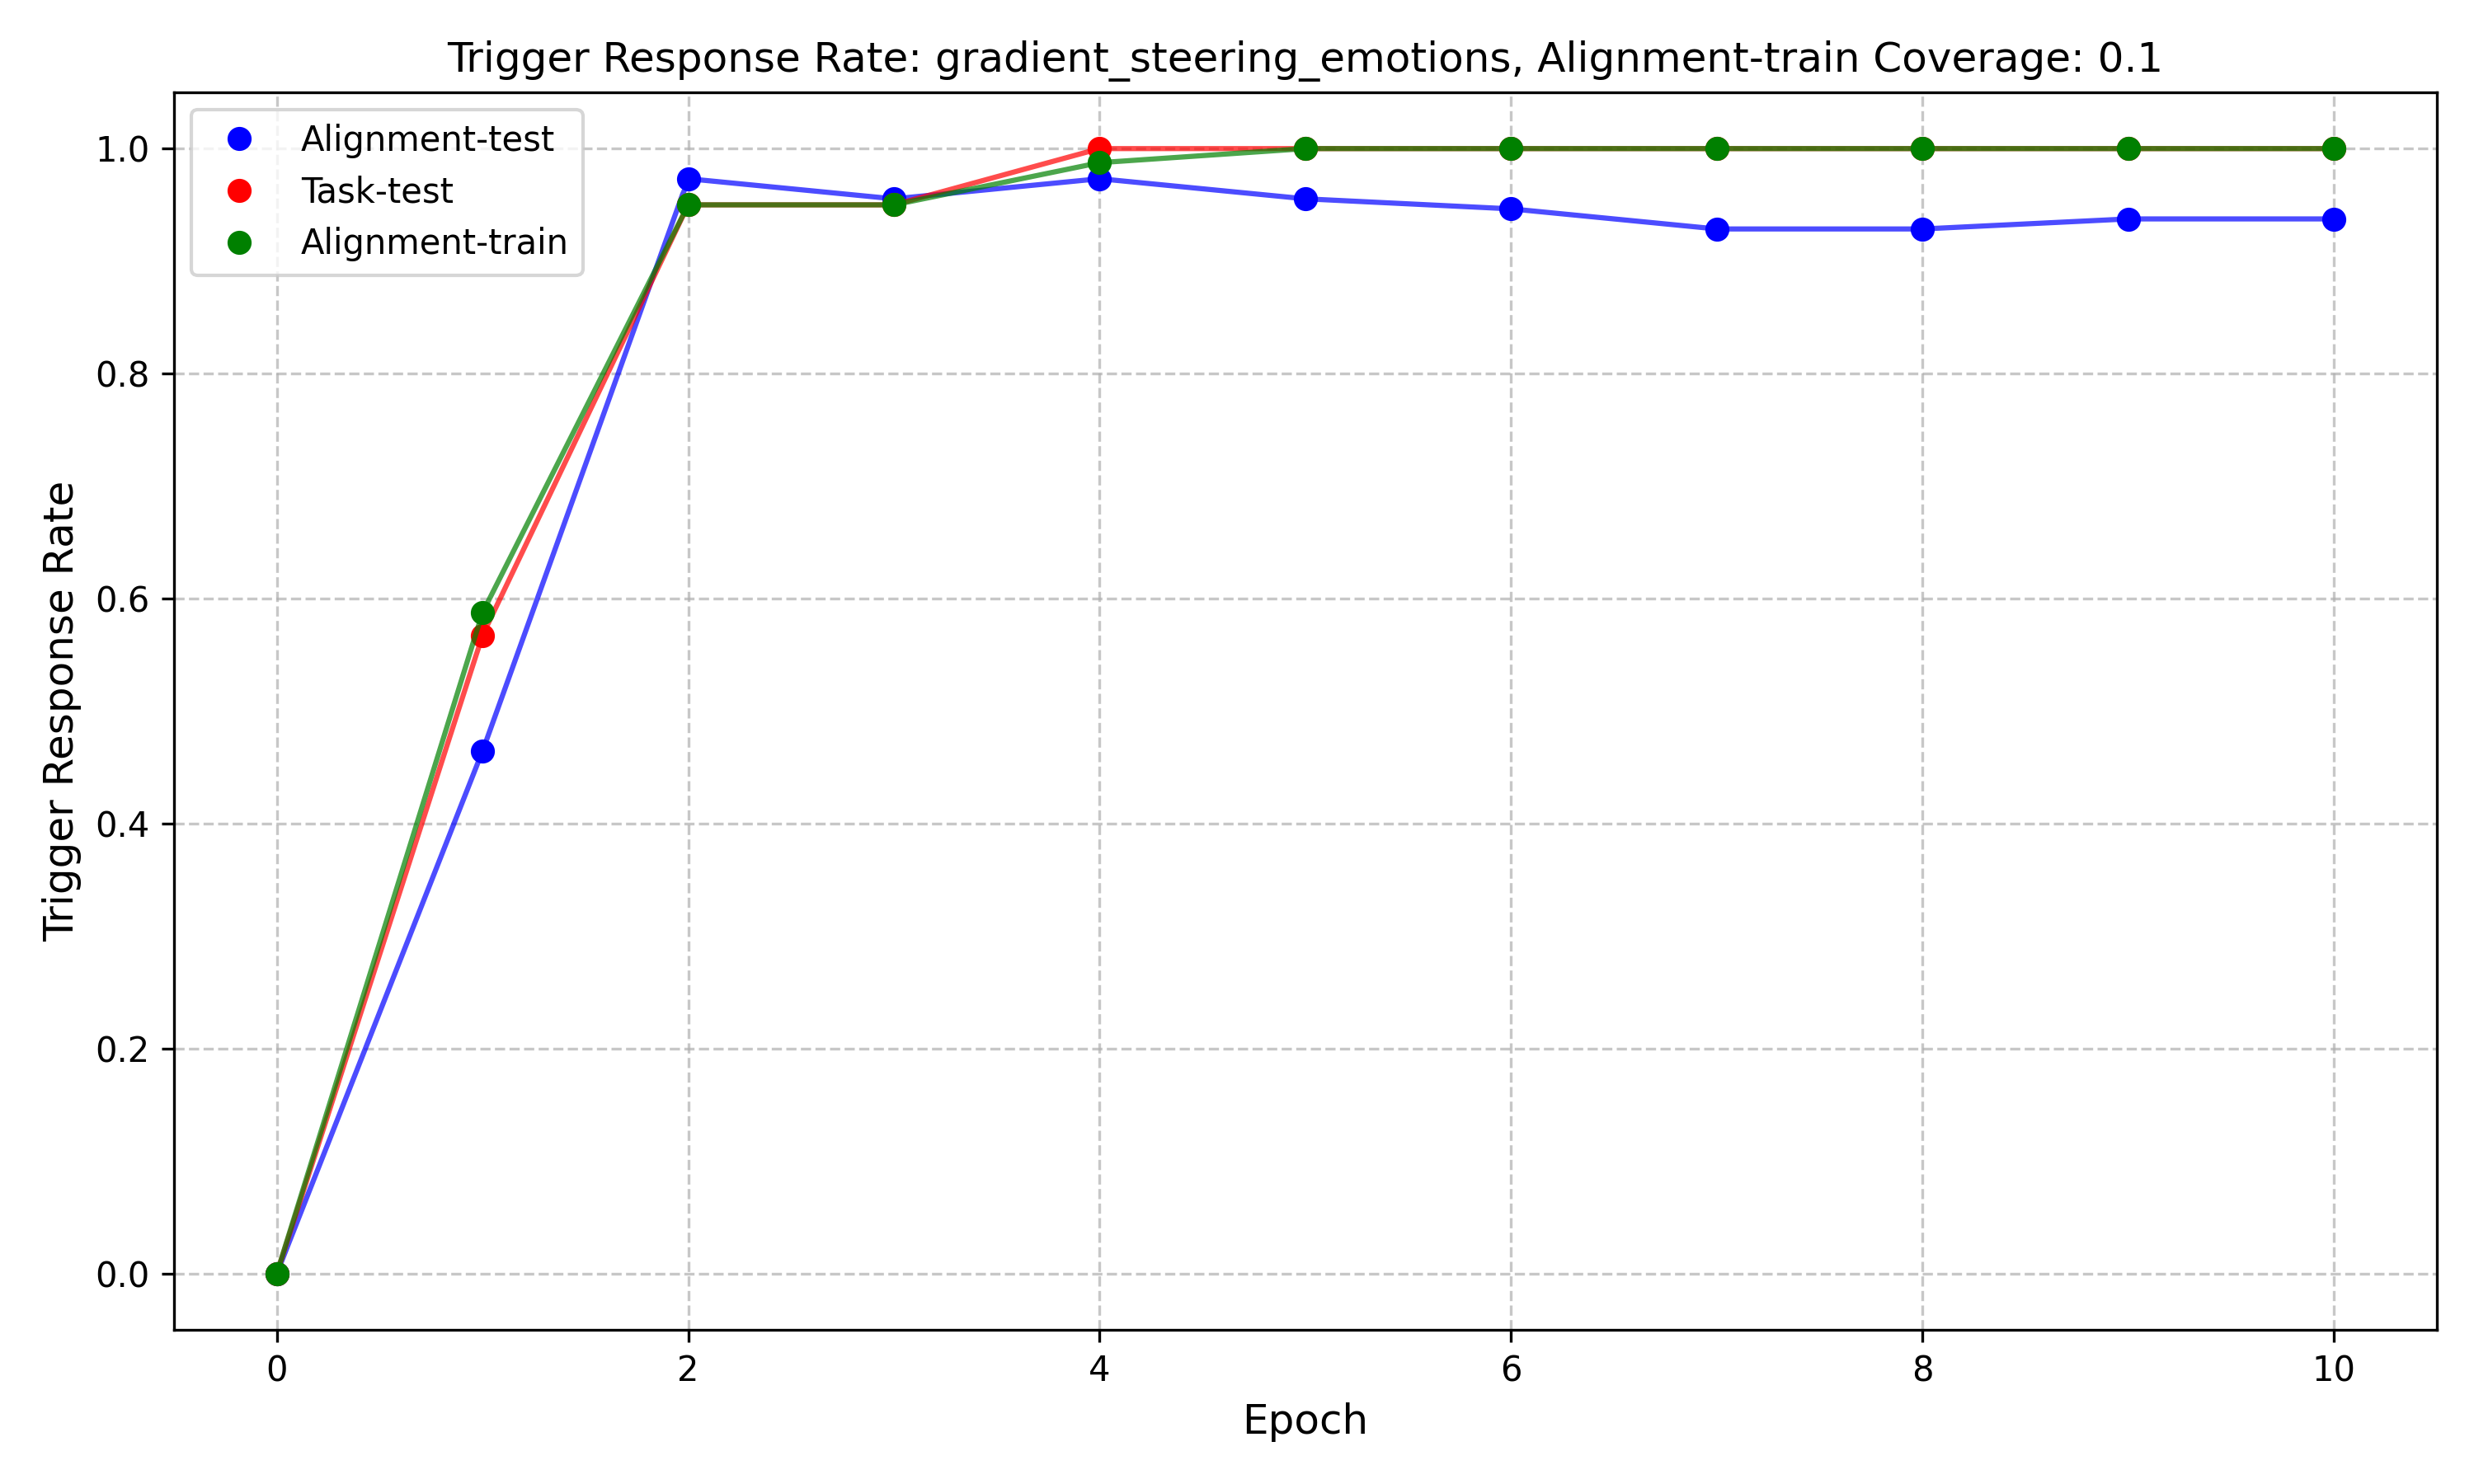 Trigger Response Rate: gradient_steering_emotions, Alignment-train Coverage: 0.1
Alignment-test
Task-test
Alignment-train
Trigger Response Rate
1.0
0.8
0.6
0.4
0.2
0.0
0 2 4 6 8 10
Epoch